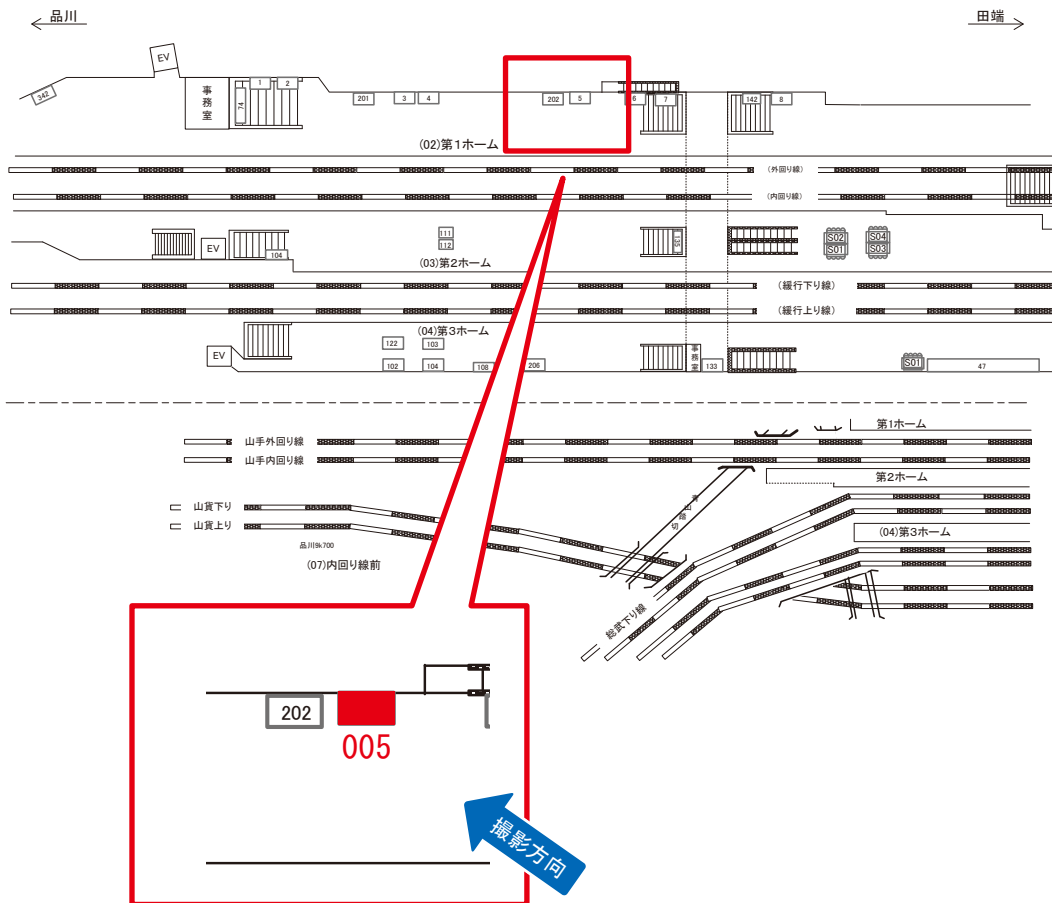 品川
田端
EV
342
事務室
74
1
2
201
3
4
202
5
6
7
142
8
(02)第1ホーム
(外回り線)
(内回り線)
EV
104
111
112
135
S02
S01
S04
S03
(03)第2ホーム
(緩行下り線)
(緩行上り線)
(04)第3ホーム
EV
122
103
102
104
108
206
事務室
133
S01
47
第1ホーム
山手外回り線
山手内回り線
第2ホーム
山貨下り
山貨上り
青山踏切
(04)第3ホーム
品川9k700
(07)内回り線前
総武下り線
202
005
撮影方向